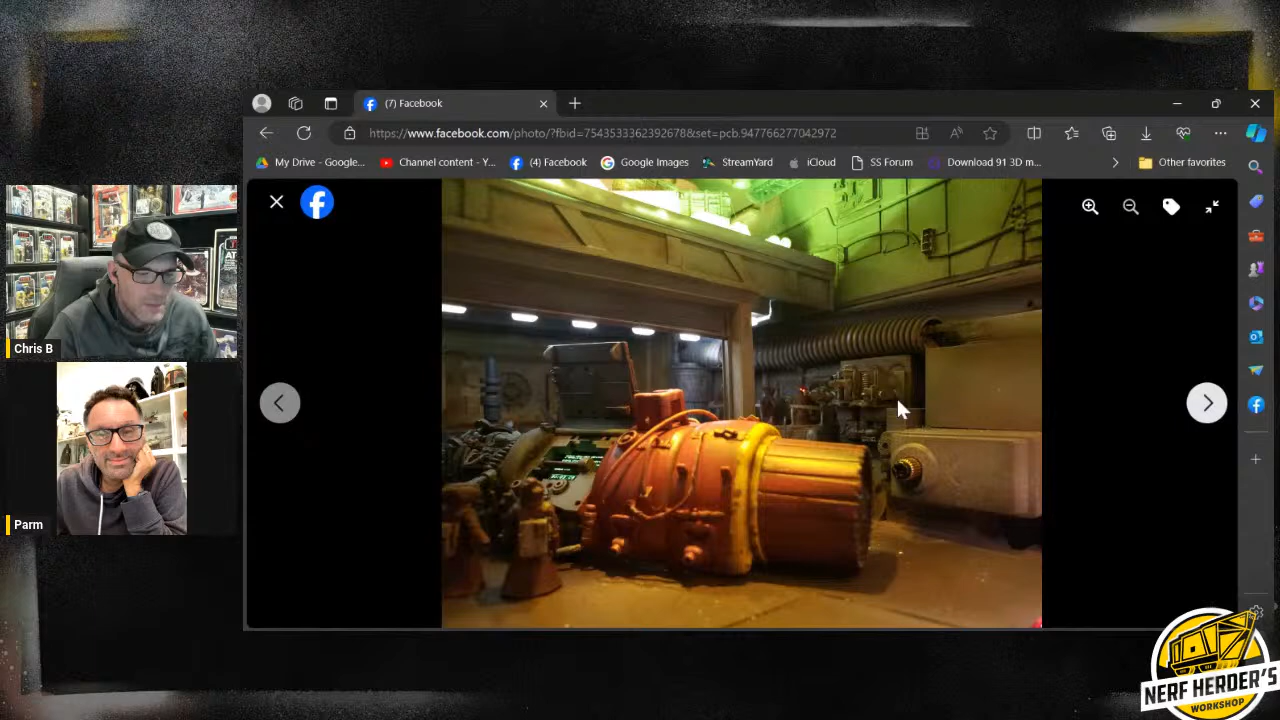 (7) Facebook
https://www.facebook.com/photo/?fbid=7543533362392678&set=pcb.947766277042972
My Drive - Google...
Channel content - Y...
(4) Facebook
Google Images
StreamYard
iCloud
SS Forum
Download 91 3D m...
Other favorites
Chris B
Parm
NERF HERDER'S
WORKSHOP